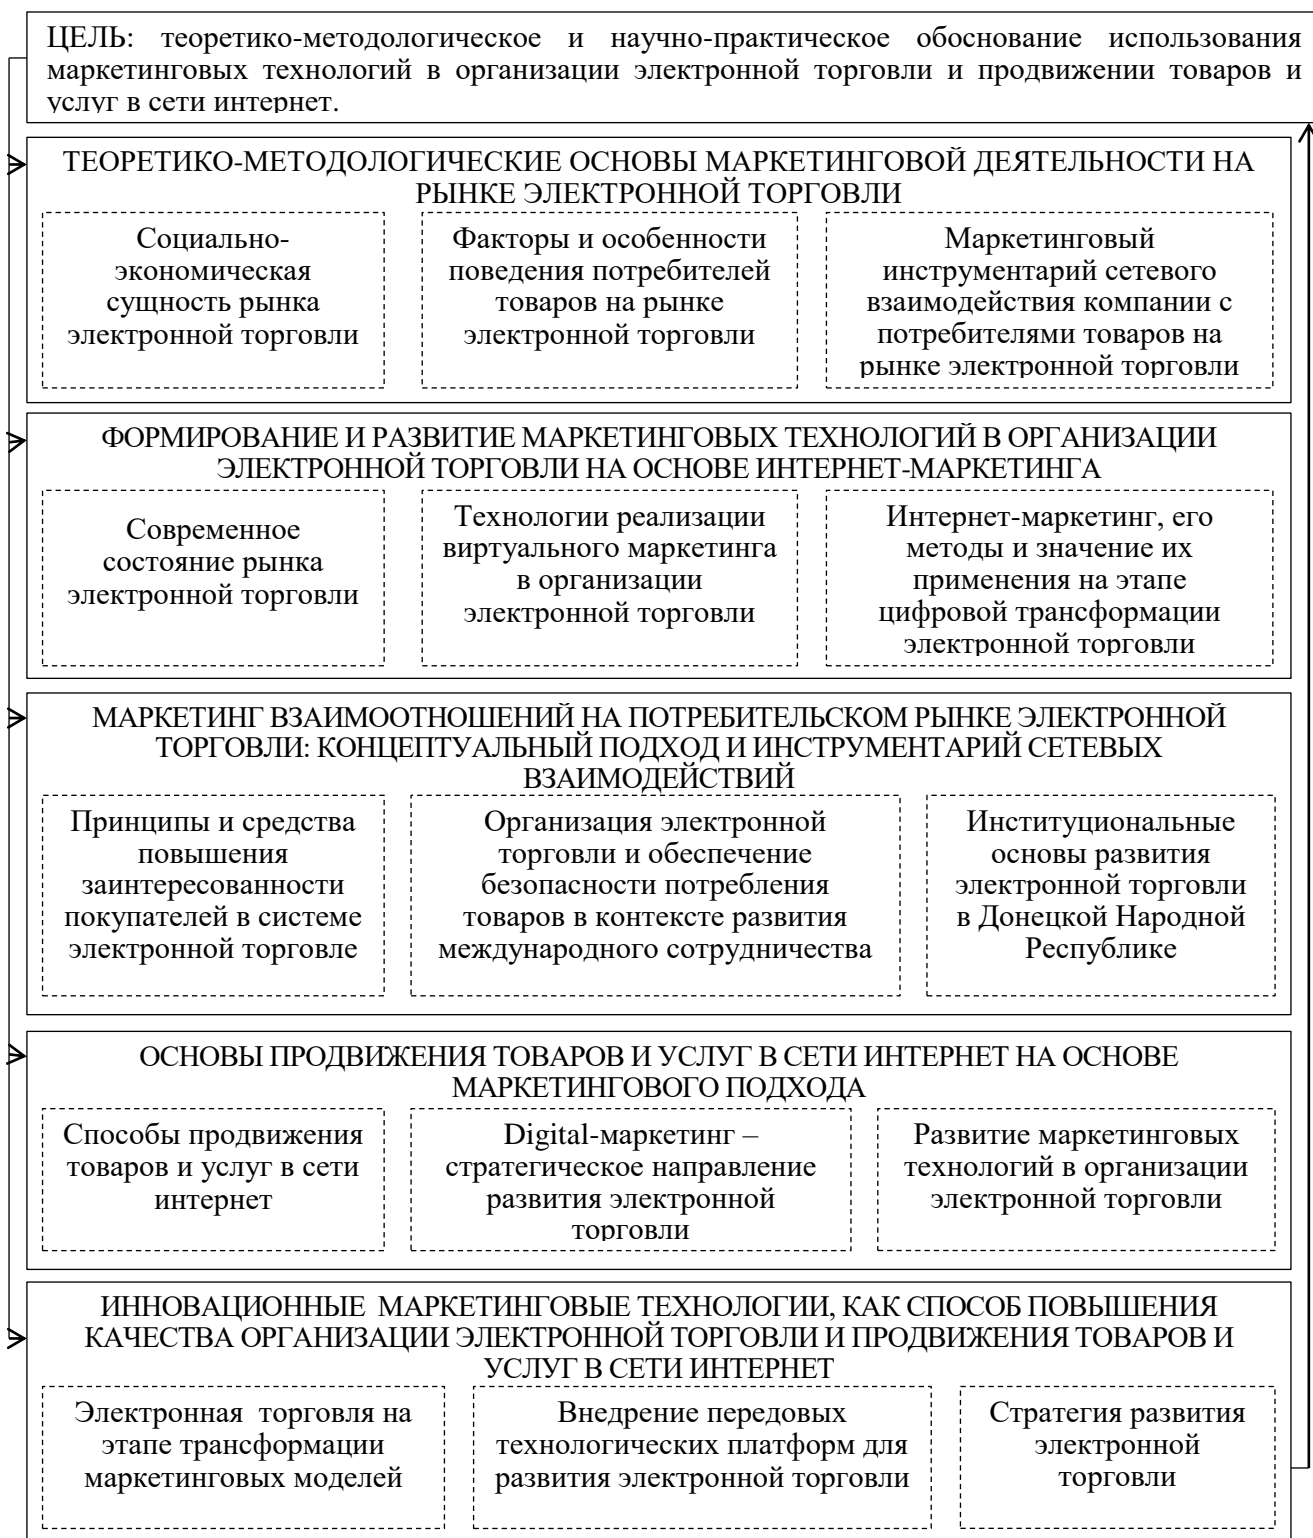 ЦЕЛЬ: теоретико-методологическое и научно-практическое обоснование использования
маркетинговых технологий в организации электронной торговли и продвижении товаров и
услуг в сети интернет.
ТЕОРЕТИКО-МЕТОДОЛОГИЧЕСКИЕ ОСНОВЫ МАРКЕТИНГОВОЙ ДЕЯТЕЛЬНОСТИ НА
РЫНКЕ ЭЛЕКТРОННОЙ ТОРГОВЛИ
Социально-
экономическая
сущность рынка
электронной торговли
Факторы и особенности
поведения потребителей
товаров на рынке
электронной торговли
Маркетинговый
инструментарий сетевого
взаимодействия компании с
потребителями товаров на
рынке электронной торговли
ФОРМИРОВАНИЕ И РАЗВИТИЕ МАРКЕТИНГОВЫХ ТЕХНОЛОГИЙ В ОРГАНИЗАЦИИ
ЭЛЕКТРОННОЙ ТОРГОВЛИ НА ОСНОВЕ ИНТЕРНЕТ-МАРКЕТИНГА
Современное
состояние рынка
электронной торговли
Технологии реализации
виртуального маркетинга
в организации
электронной торговли
Интернет-маркетинг, его
методы и значение их
применения на этапе
цифровой трансформации
электронной торговли
МАРКЕТИНГ ВЗАИМООТНОШЕНИЙ НА ПОТРЕБИТЕЛЬСКОМ РЫНКЕ ЭЛЕКТРОННОЙ
ТОРГОВЛИ: КОНЦЕПТУАЛЬНЫЙ ПОДХОД И ИНСТРУМЕНТАРИЙ СЕТЕВЫХ
ВЗАИМОДЕЙСТВИЙ
Принципы и средства
повышения
заинтересованности
покупателей в системе
электронной торговле
Организация электронной
торговли и обеспечение
безопасности потребления
товаров в контексте развития
международного сотрудничества
Институциональные
основы развития
электронной торговли
в Донецкой Народной
Республике
ОСНОВЫ ПРОДВИЖЕНИЯ ТОВАРОВ И УСЛУГ В СЕТИ ИНТЕРНЕТ НА ОСНОВЕ
МАРКЕТИНГОВОГО ПОДХОДА
Способы продвижения
товаров и услуг в сети
интернет
Digital-маркетинг –
стратегическое направление
развития электронной
торговли
Развитие маркетинговых
технологий в организации
электронной торговли
ИННОВАЦИОННЫЕ  МАРКЕТИНГОВЫЕ ТЕХНОЛОГИИ, КАК СПОСОБ ПОВЫШЕНИЯ
КАЧЕСТВА ОРГАНИЗАЦИИ ЭЛЕКТРОННОЙ ТОРГОВЛИ И ПРОДВИЖЕНИЯ ТОВАРОВ И
УСЛУГ В СЕТИ ИНТЕРНЕТ
Электронная  торговля на
этапе трансформации
маркетинговых моделей
Внедрение передовых
технологических платформ для
развития электронной торговли
Стратегия развития
электронной
торговли